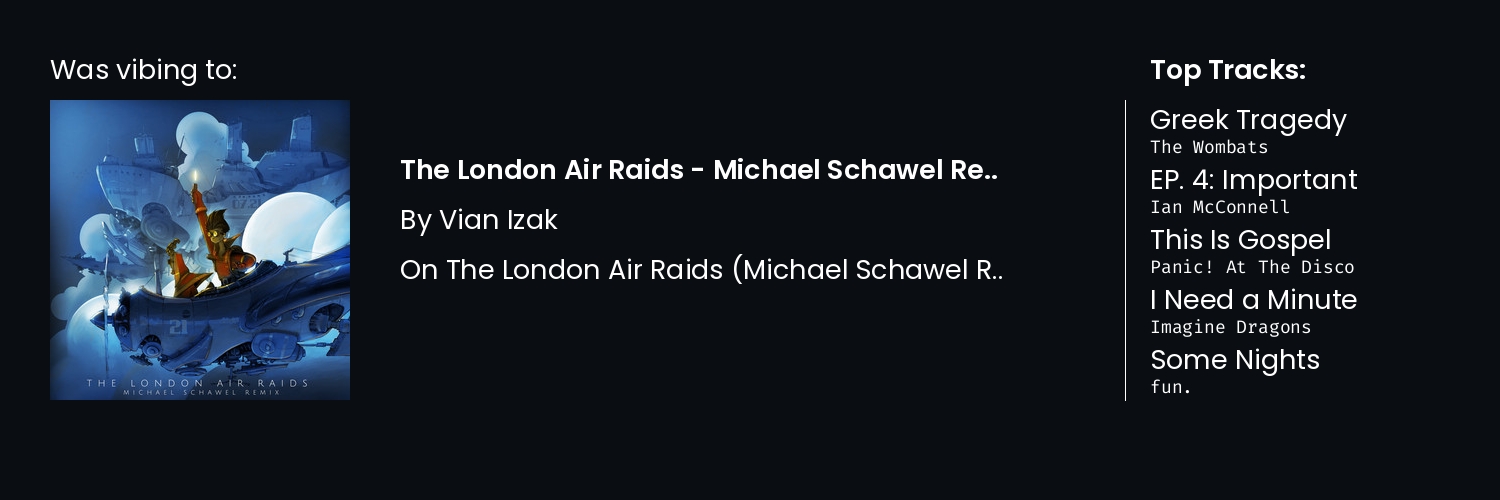 Was vibing to:
THE LONDON AIR RAIDS
MICHAEL SCHAWEL REMIX
21
The London Air Raids - Michael Schawel Re..
By Vian Izak
On The London Air Raids (Michael Schawel R..
Top Tracks:
Greek Tragedy
The Wombats
EP. 4: Important
Ian McConnell
This Is Gospel
Panic! At The Disco
I Need a Minute
Imagine Dragons
Some Nights
fun.